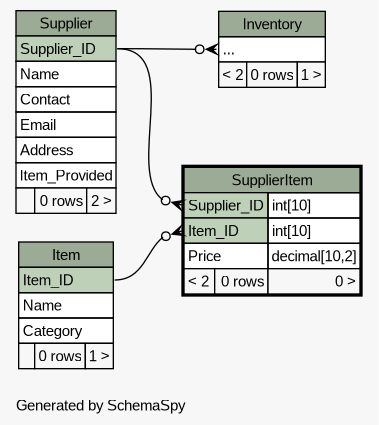 Supplier
Supplier_ID
Name
Contact
Email
Address
Item_Provided
0 rows 2 >
Inventory
...
< 2 0 rows 1 >
SupplierItem
Supplier_ID int[10]
Item_ID int[10]
Price decimal[10,2]
< 2 0 rows 0 >
Item
Item_ID
Name
Category
0 rows 1 >
Generated by SchemaSpy